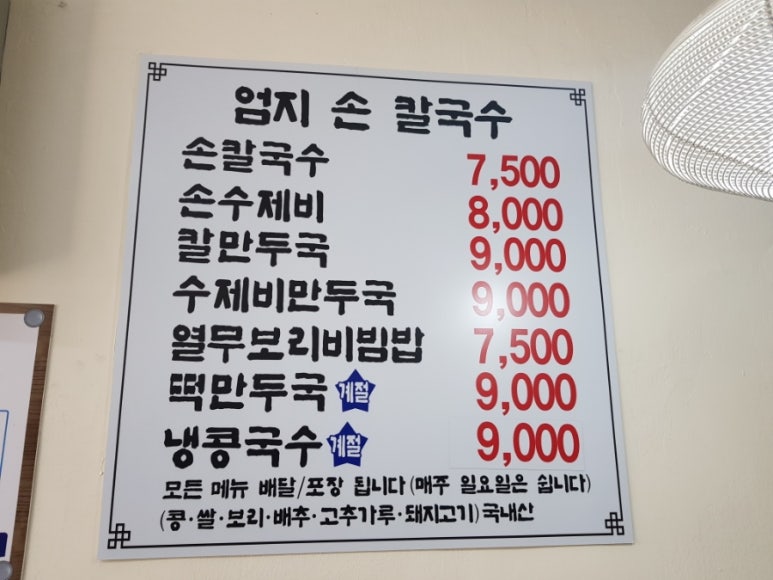 엄지 손 칼국수
손칼국수 7,500
손수제비 8,000
칼만두국 9,000
수제비만두국 9,000
열무보리비빔밥 7,500
떡만두국 계절 9,000
냉콩국수 계절 9,000
모든 메뉴 배달/포장 됩니다(매주 일요일은 쉽니다)
(콩·쌀·보리·배추·고추가루·돼지고기)국내산